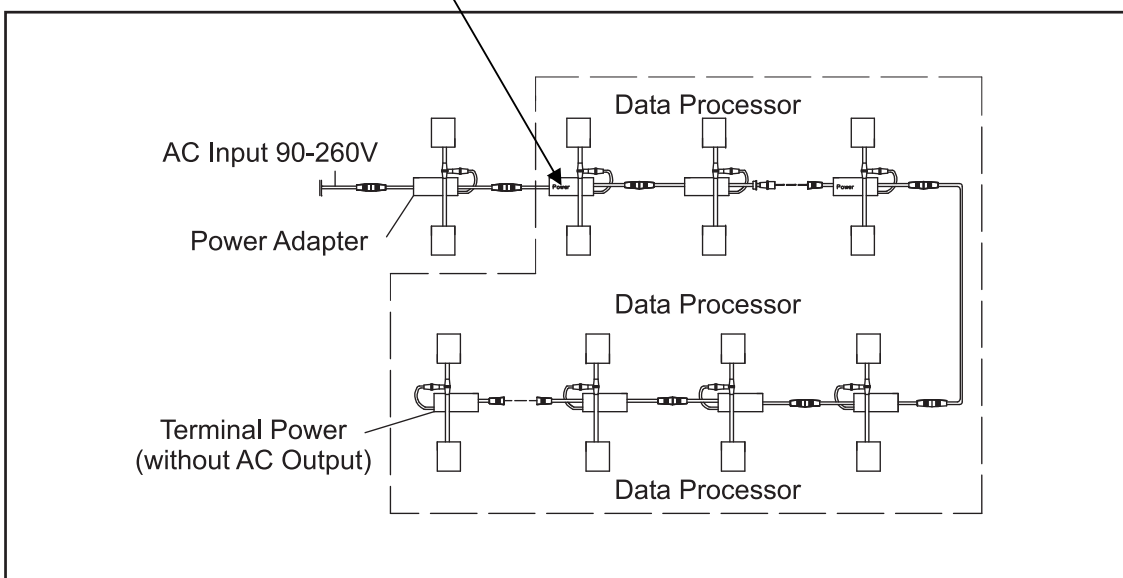 Data Processor
AC Input 90-260V
Power
Power
Power Adapter
Data Processor
Terminal Power
(without AC Output)
Data Processor